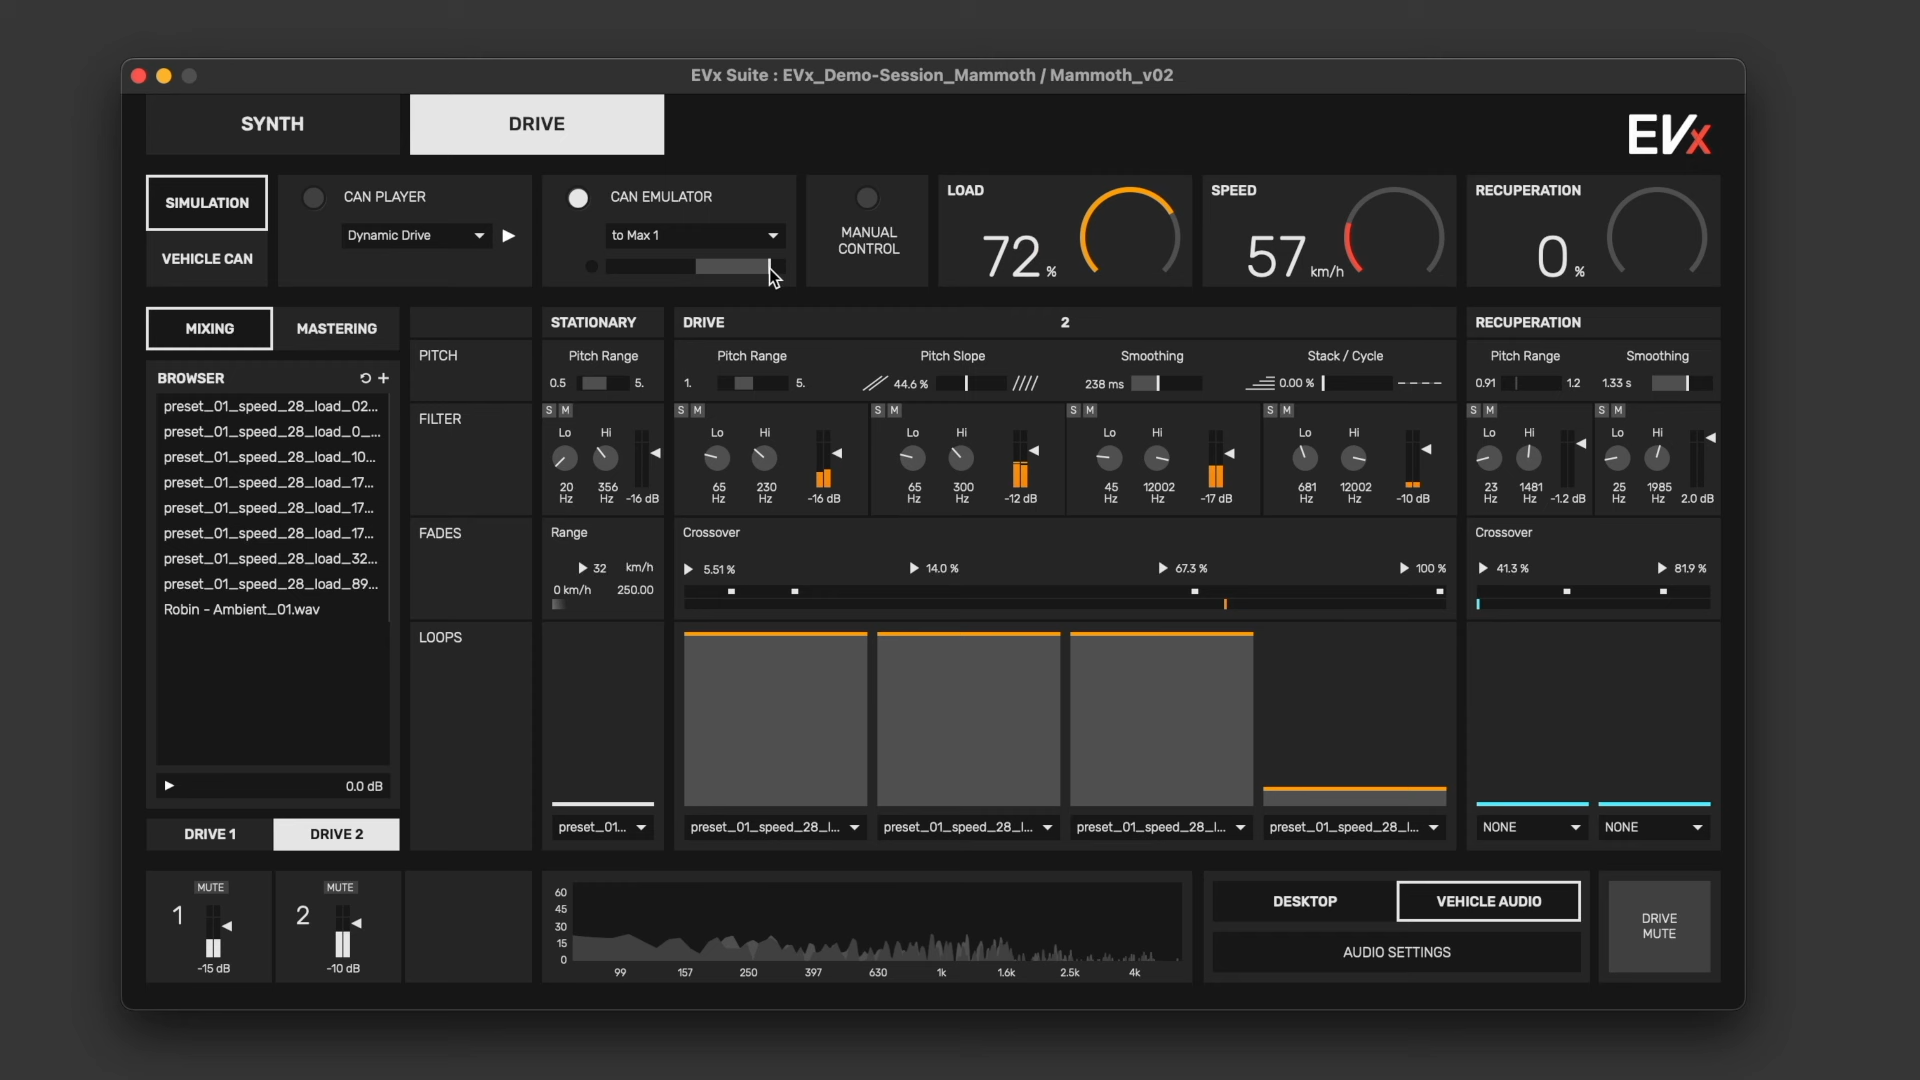 EVx Suite : EVx_Demo-Session_Mammoth / Mammoth_v02
SYNTH
DRIVE
EVx
SIMULATION
VEHICLE CAN
CAN PLAYER
Dynamic Drive
CAN EMULATOR
to Max 1
MANUAL
CONTROL
LOAD
72 %
SPEED
57 km/h
RECUPERATION
0 %
MIXING
MASTERING
BROWSER
preset_01_speed_28_load_02...
preset_01_speed_28_load_0_...
preset_01_speed_28_load_10...
preset_01_speed_28_load_17...
preset_01_speed_28_load_17...
preset_01_speed_28_load_17...
preset_01_speed_28_load_32...
preset_01_speed_28_load_89...
Robin - Ambient_01.wav
0.0 dB
DRIVE 1
DRIVE 2
PITCH
FILTER
FADES
LOOPS
STATIONARY
Pitch Range
0.5 5.
S M
Lo Hi
20 Hz 356 Hz -16 dB
Range
32 km/h
0 km/h 250.00
preset_01...
DRIVE 2
Pitch Range Pitch Slope Smoothing Stack / Cycle
1. 5. 44.6 % 238 ms 0.00 %
S M S M S M S M
Lo Hi Lo Hi Lo Hi Lo Hi
65 Hz 230 Hz -16 dB 65 Hz 300 Hz -12 dB 45 Hz 12002 Hz -17 dB 681 Hz 12002 Hz -10 dB
Crossover
5.51 % 14.0 % 67.3 % 100 %
preset_01_speed_28_l... preset_01_speed_28_l... preset_01_speed_28_l... preset_01_speed_28_l...
RECUPERATION
Pitch Range Smoothing
0.91 1.2 1.33 s
S M S M
Lo Hi Lo Hi
23 Hz 1481 Hz -1.2 dB 25 Hz 1985 Hz 2.0 dB
Crossover
41.3 % 81.9 %
NONE NONE
MUTE MUTE
1 2
-15 dB -10 dB
60
45
30
15
0
99 157 250 397 630 1k 1.6k 2.5k 4k
DESKTOP
VEHICLE AUDIO
AUDIO SETTINGS
DRIVE
MUTE